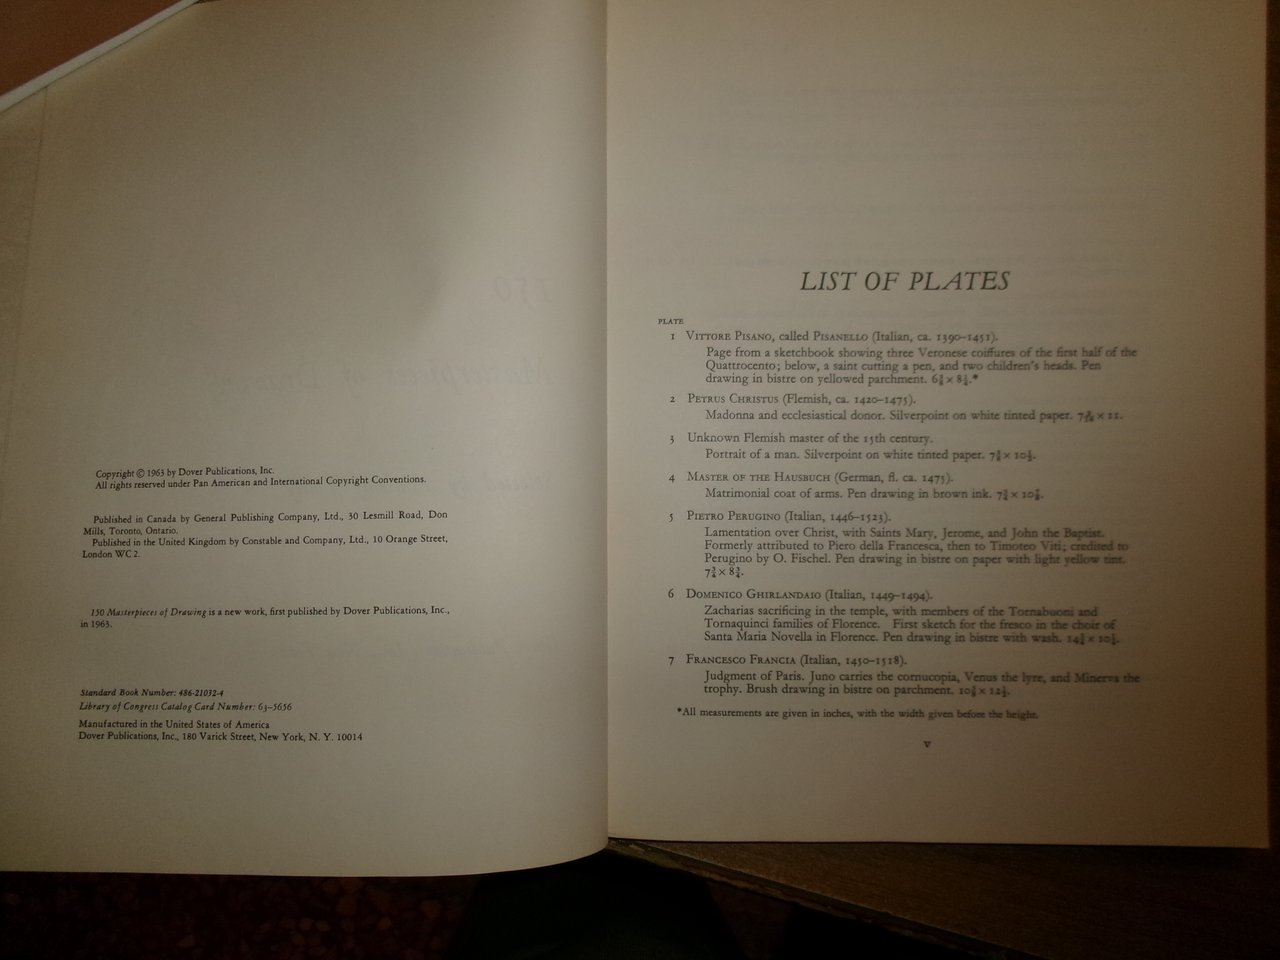 Copyright © 1963 by Dover Publications, Inc.
All rights reserved under Pan American and International Copyright Conventions.
Published in Canada by General Publishing Company, Ltd., 30 Lesmill Road, Don
Mills, Toronto, Ontario.
Published in the United Kingdom by Constable and Company, Ltd., 10 Orange Street,
London WC 2.
150 Masterpieces of Drawing is a new work, first published by Dover Publications, Inc.,
in 1963.
Standard Book Number: 486-21032-4
Library of Congress Catalog Card Number: 63-5656
Manufactured in the United States of America
Dover Publications, Inc., 180 Varick Street, New York, N. Y. 10014
LIST OF PLATES
PLATE
1 VITTORE PISANO, called PISANELLO (Italian, ca. 1390–1451).
Page from a sketchbook showing three Veronese coiffures of the first half of the
Quattrocento; below, a saint cutting a pen, and two children's heads. Pen
drawing in bistre on yellowed parchment.
2 PETRUS CHRISTUS (Flemish, ca. 1420–1475).
Madonna and ecclesiastical donor. Silverpoint on white tinted paper.
3 Unknown Flemish master of the 15th century.
Portrait of a man. Silverpoint on white tinted paper.
4 MASTER OF THE HAUSBUCH (German, fl. ca. 1475).
Matrimonial coat of arms. Pen drawing in brown ink.
5 PIETRO PERUGINO (Italian, 1446–1523).
Lamentation over Christ, with Saints Mary, Jerome, and John the Baptist.
Formerly attributed to Piero della Francesca, then to Timoteo Viti; credited to
Perugino by O. Fischel. Pen drawing in bistre on paper with light yellow tint.
7¾ × 8¾.
6 DOMENICO GHIRLANDAIO (Italian, 1449–1494).
Zacharias sacrificing in the temple, with members of the Tornabuoni and
Tornaquinci families of Florence. First sketch for the fresco in the choir of
Santa Maria Novella in Florence. Pen drawing in bistre with wash.
7 FRANCESCO FRANCIA (Italian, 1450–1518).
Judgment of Paris. Juno carries the cornucopia, Venus the lyre, and Minerva the
trophy. Brush drawing in bistre on parchment.
*All measurements are given in inches, with the width given before the height.
v